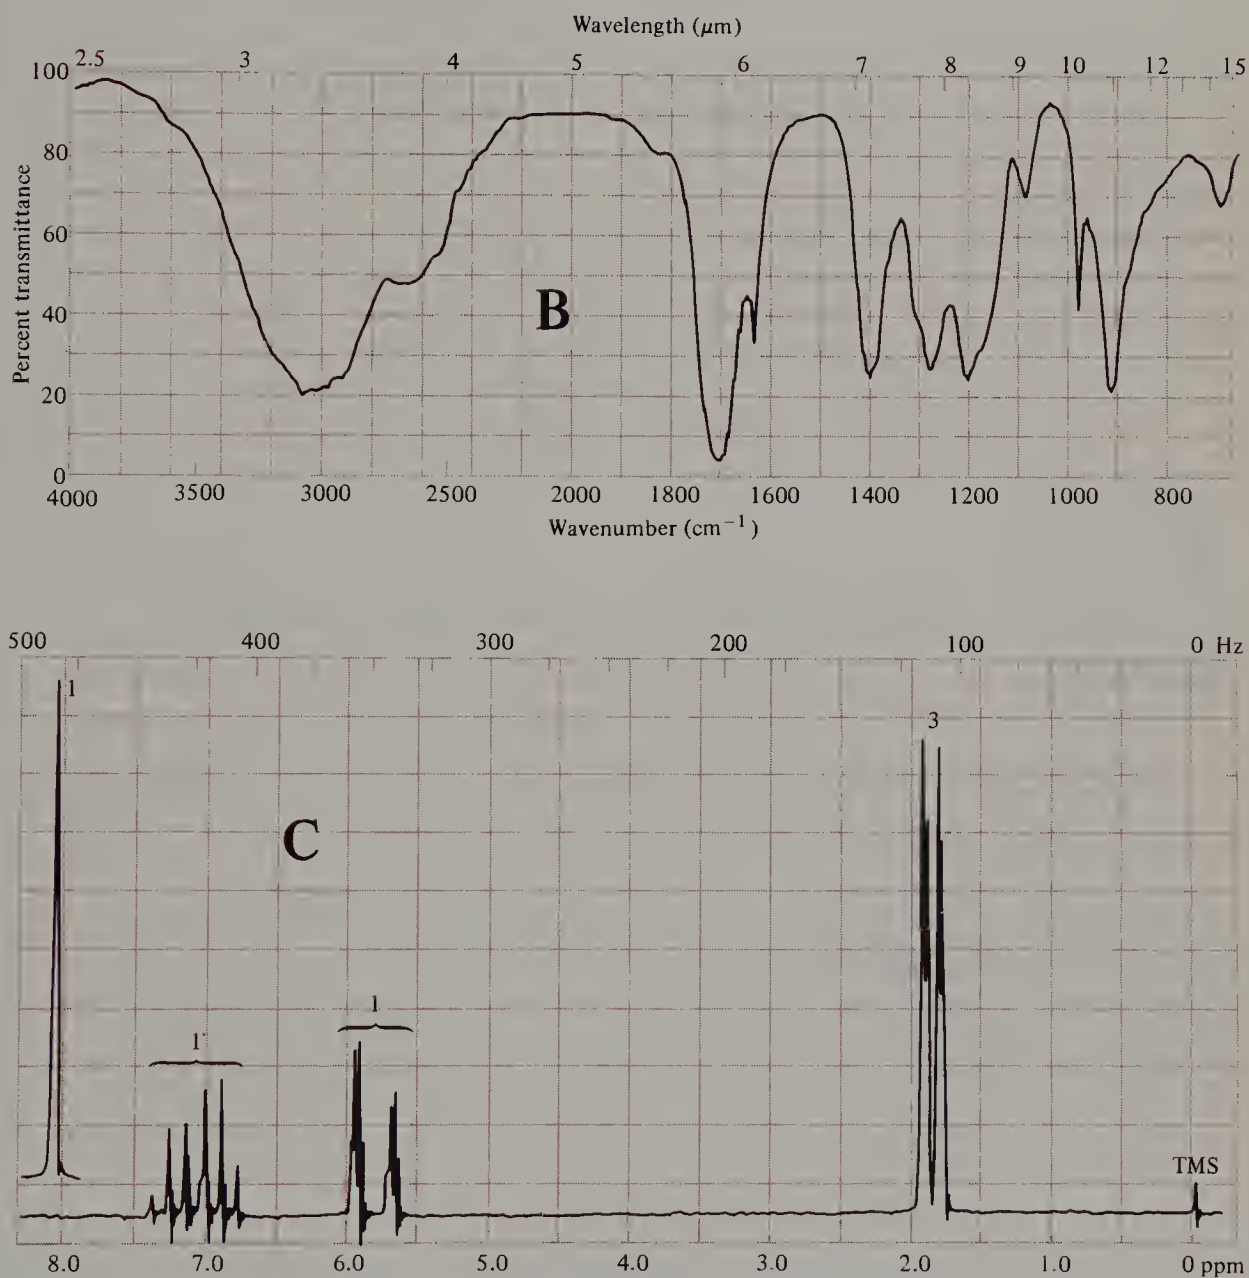 Wavelength (μm)
2.5 3 4 5 6 7 8 9 10 12 15
100
80
60
40
20
0
Percent transmittance
B
4000 3500 3000 2500 2000 1800 1600 1400 1200 1000 800
Wavenumber (cm⁻¹)
500 400 300 200 100 0 Hz
1
3
C
1
1
TMS
8.0 7.0 6.0 5.0 4.0 3.0 2.0 1.0 0 ppm